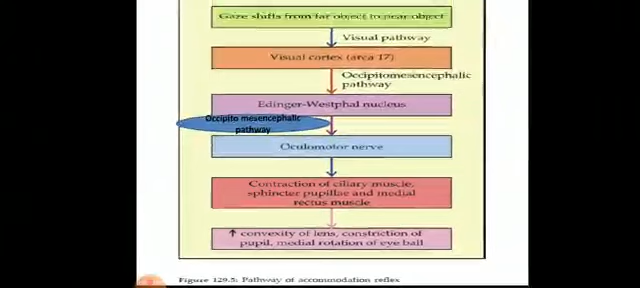 Gaze shifts from far object to near object
Visual pathway
Visual cortex (area 17)
Occipitomesencephalic
pathway
Edinger-Westphal nucleus
Occipito mesencephalic
pathway
Oculomotor nerve
Contraction of ciliary muscle,
sphincter pupillae and medial
rectus muscle
↑ convexity of lens, constriction of
pupil, medial rotation of eye ball
Figure 129.5: Pathway of accommodation reflex